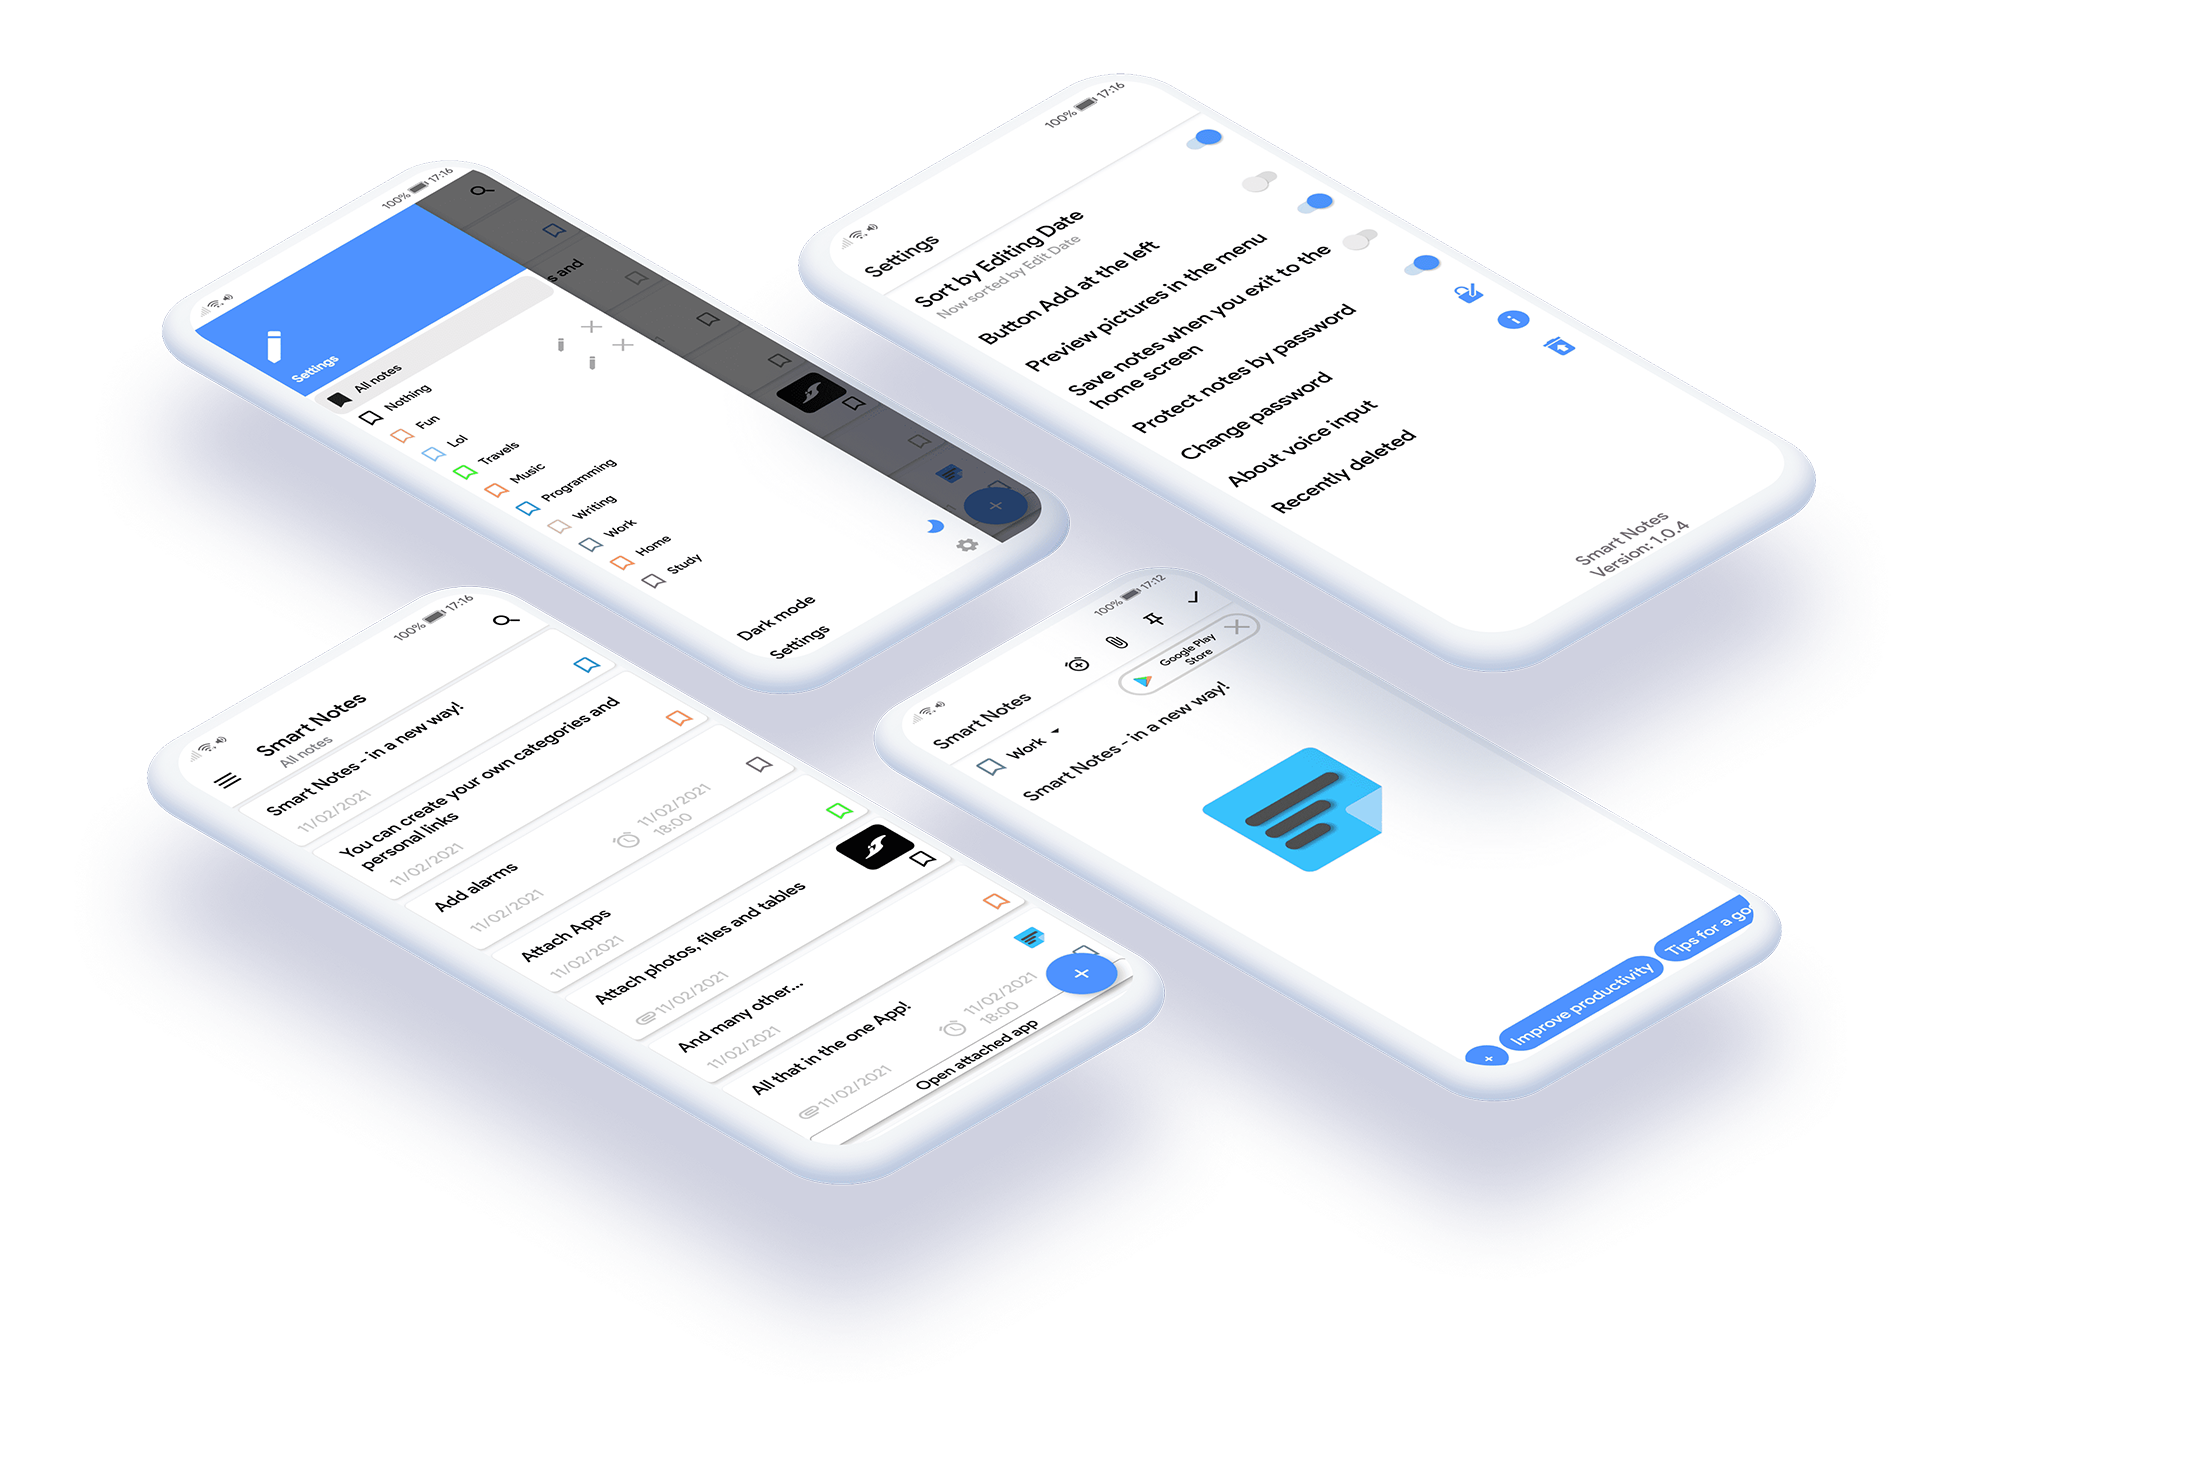 100% 17:16
Settings
s and
All notes
Nothing
Fun
Lol
Travels
Music
Programming
Writing
Work
Home
Study
Dark mode
Settings
100% 17:16
Settings
Sort by Editing Date
Now sorted by Edit Date
Button Add at the left
Preview pictures in the menu
Save notes when you exit to the
home screen
Protect notes by password
Change password
About voice input
Recently deleted
Smart Notes
Version: 1.0.4
100% 17:16
Smart Notes
All notes
Smart Notes - in a new way!
11/02/2021
You can create your own categories and
personal links
11/02/2021
Add alarms
11/02/2021
11/02/2021
18:00
Attach Apps
11/02/2021
Attach photos, files and tables
11/02/2021
And many other...
11/02/2021
All that in the one App!
11/02/2021
11/02/2021
18:00
Open attached app
100% 17:12
Smart Notes
Work
Google Play
Store
Smart Notes - in a new way!
+ Improve productivity Tips for a go